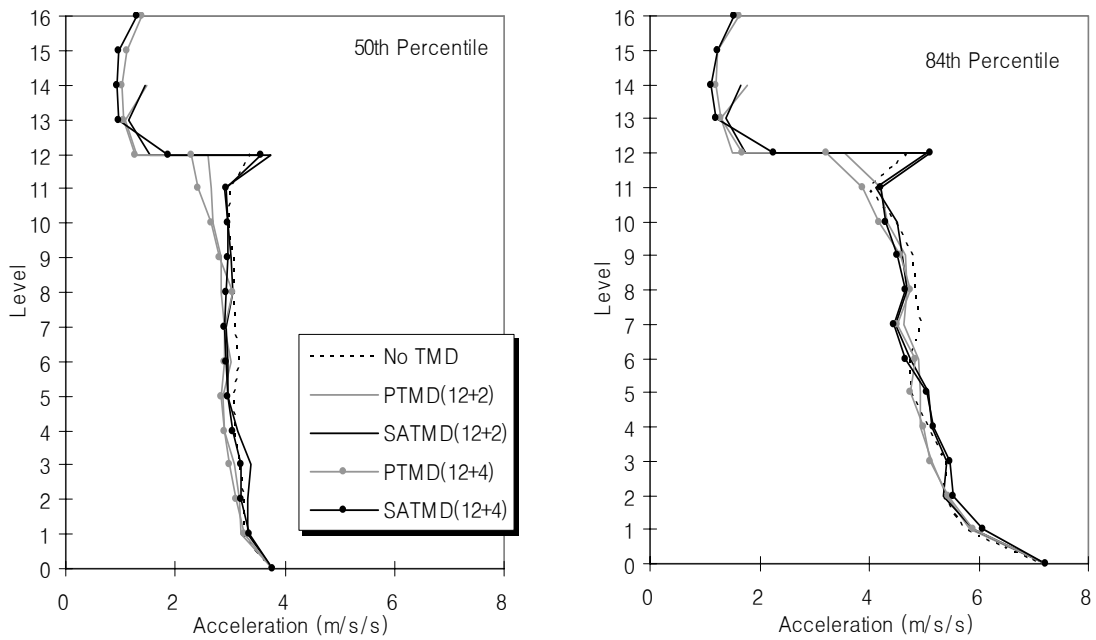 50th Percentile
16
15
14
13
12
11
10
9
8
7
6
5
4
3
2
1
0
Level
0 2 4 6 8
Acceleration (m/s/s)
No TMD
PTMD(12+2)
SATMD(12+2)
PTMD(12+4)
SATMD(12+4)
84th Percentile
16
15
14
13
12
11
10
9
8
7
6
5
4
3
2
1
0
Level
0 2 4 6 8
Acceleration (m/s/s)